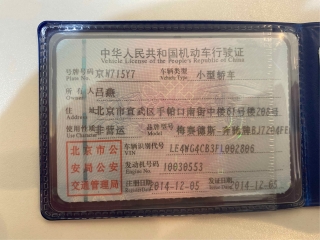 中华人民共和国机动车行驶证
Vehicle License of the People's Republic of China
号牌号码 京N715Y7 车辆类型 小型轿车
Plate No. Vehicle Type
所有人 吕
Owner
住址 北京市宣武区手帕口南街中楼61号楼208号
Address
使用性质 非营运 品牌型号 梅赛德斯-奔驰牌BJ7204FE
Use Character Model
北京市公安局公安交通管理局
车辆识别代号 LE4WG4CB3FL002806
VIN
发动机号码 10030553
Engine No.
注册日期 2014-12-05 发证日期 2014-12-05
Register Date Issue Date